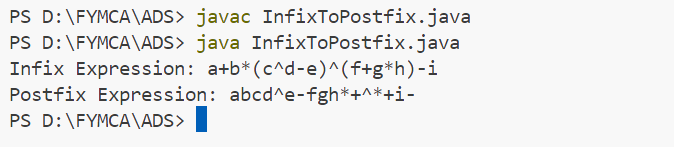 PS D:\FYMCA\ADS> javac InfixToPostfix.java
PS D:\FYMCA\ADS> java InfixToPostfix.java
Infix Expression: a+b*(c^d-e)^(f+g*h)-i
Postfix Expression: abcd^e-fgh*+^*+i-
PS D:\FYMCA\ADS>